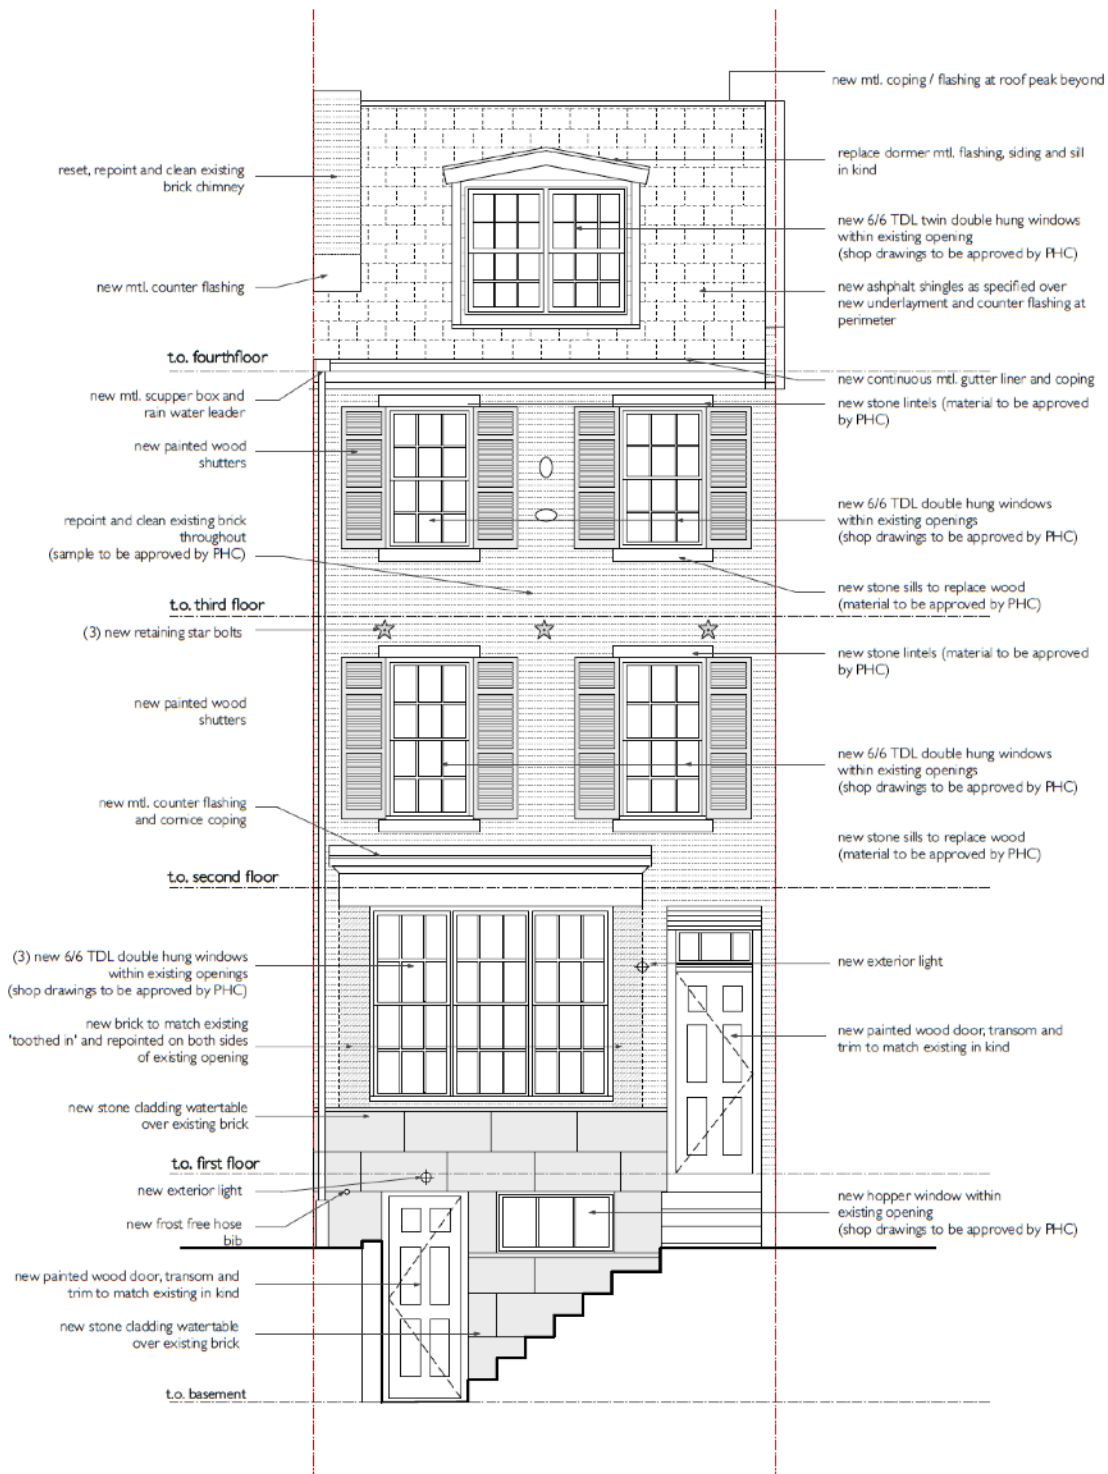 new mtl. coping / flashing at roof peak beyond
replace dormer mtl. flashing, siding and sill
in kind
reset, repoint and clean existing
brick chimney
new 6/6 TDL twin double hung windows
within existing opening
(shop drawings to be approved by PHC)
new mtl. counter flashing
new ashphalt shingles as specified over
new underlayment and counter flashing at
perimeter
t.o. fourthfloor
new continuous mtl. gutter liner and coping
new mtl. scupper box and
rain water leader
new stone lintels (material to be approved
by PHC)
new painted wood
shutters
new 6/6 TDL double hung windows
within existing openings
(shop drawings to be approved by PHC)
repoint and clean existing brick
throughout
(sample to be approved by PHC)
new stone sills to replace wood
(material to be approved by PHC)
t.o. third floor
(3) new retaining star bolts
new stone lintels (material to be approved
by PHC)
new painted wood
shutters
new 6/6 TDL double hung windows
within existing openings
(shop drawings to be approved by PHC)
new mtl. counter flashing
and cornice coping
new stone sills to replace wood
(material to be approved by PHC)
t.o. second floor
(3) new 6/6 TDL double hung windows
within existing openings
(shop drawings to be approved by PHC)
new exterior light
new brick to match existing
'toothed in' and repointed on both sides
of existing opening
new painted wood door, transom and
trim to match existing in kind
new stone cladding watertable
over existing brick
t.o. first floor
new exterior light
new hopper window within
existing opening
(shop drawings to be approved by PHC)
new frost free hose
bib
new painted wood door, transom and
trim to match existing in kind
new stone cladding watertable
over existing brick
t.o. basement